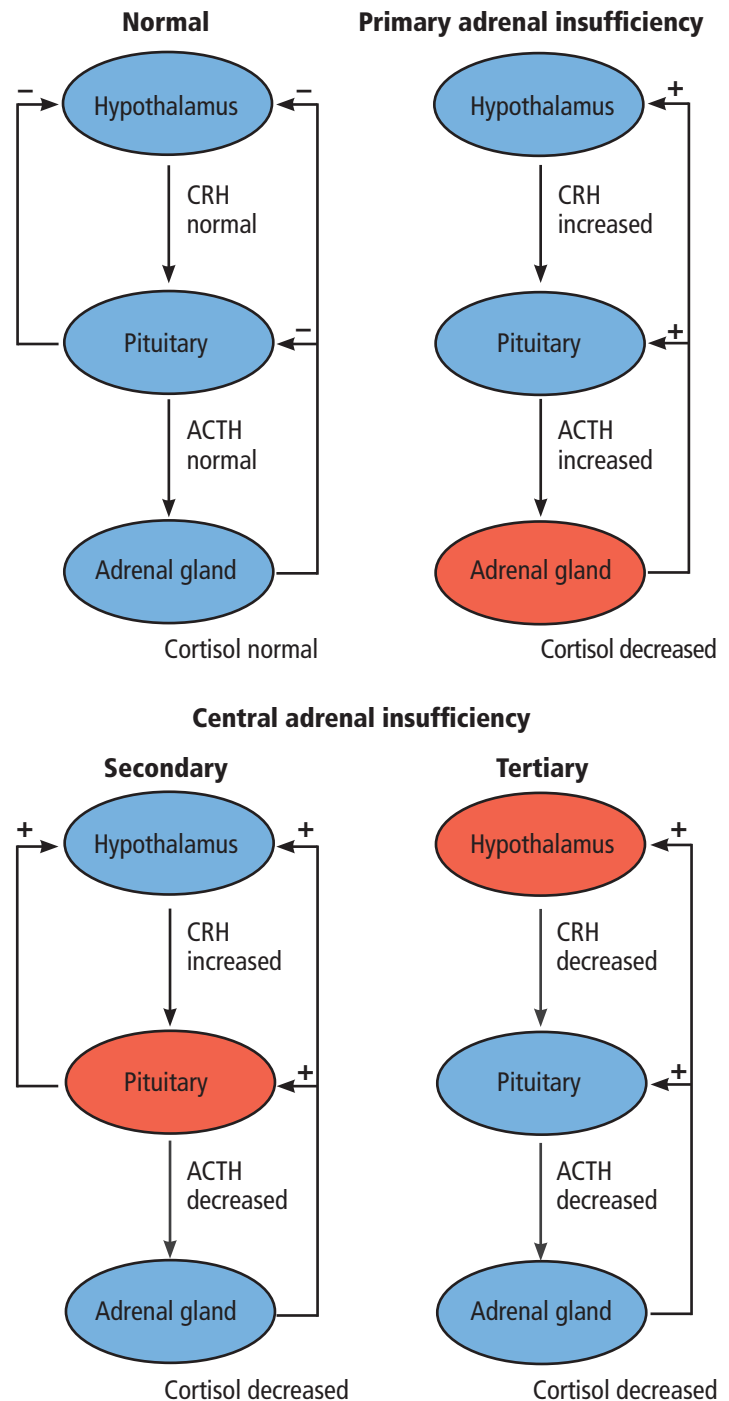 Normal
−
−
Hypothalamus
CRH
normal
−
Pituitary
ACTH
normal
Adrenal gland
Cortisol normal
Primary adrenal insufficiency
+
Hypothalamus
CRH
increased
+
Pituitary
ACTH
increased
Adrenal gland
Cortisol decreased
Central adrenal insufficiency
Secondary
+
+
Hypothalamus
CRH
increased
+
Pituitary
ACTH
decreased
Adrenal gland
Cortisol decreased
Tertiary
+
Hypothalamus
CRH
decreased
+
Pituitary
ACTH
decreased
Adrenal gland
Cortisol decreased